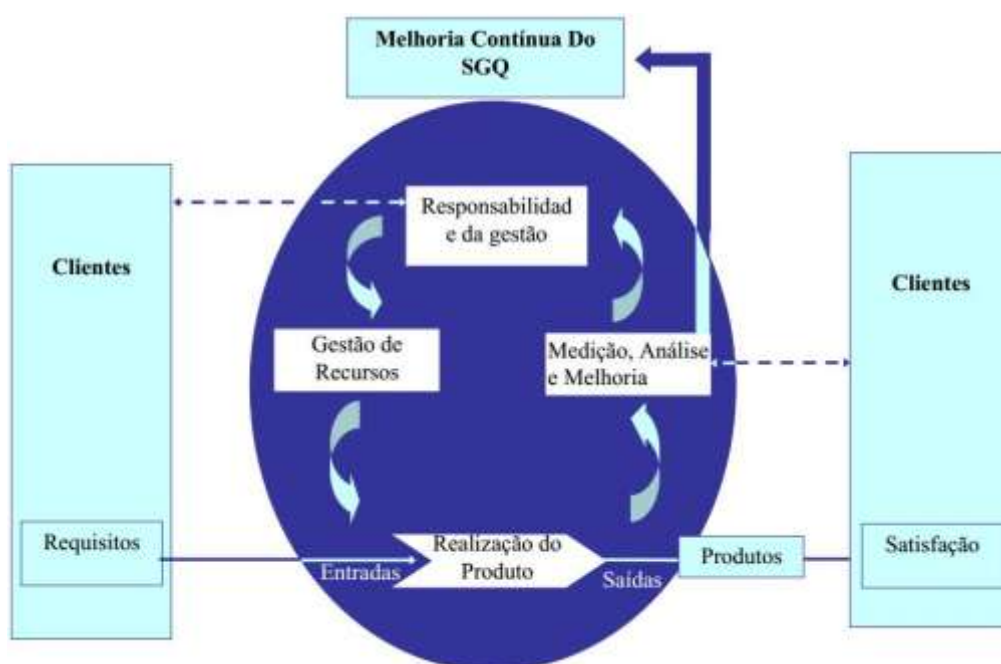 Melhoria Contínua Do
SGQ
Responsabilidad
e da gestão
Clientes
Clientes
Gestão de
Recursos
Medição, Análise
e Melhoria
Requisitos
Entradas
Realização do
Produto
Saídas
Produtos
Satisfação